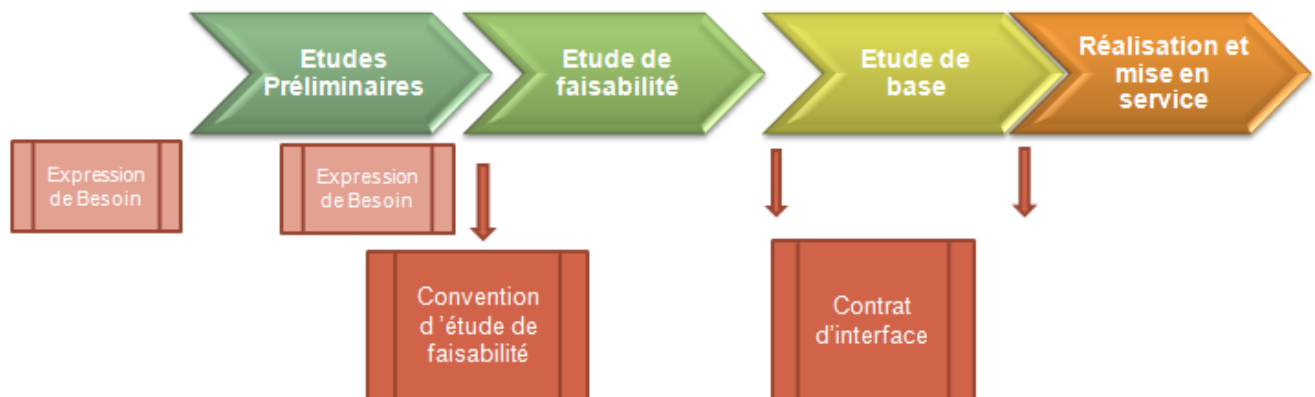 Etudes
Préliminaires
Etude de
faisabilité
Etude de
base
Réalisation et
mise en
service
Expression
de Besoin
Expression
de Besoin
Convention
d 'étude de
faisabilité
Contrat
d'interface